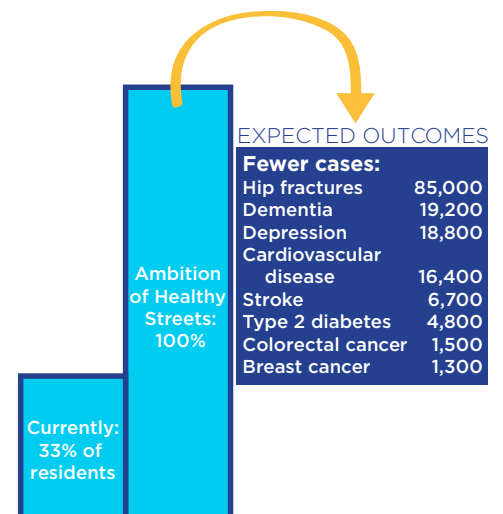 EXPECTED OUTCOMES
Fewer cases:
Hip fractures 85,000
Dementia 19,200
Depression 18,800
Cardiovascular
disease 16,400
Stroke 6,700
Type 2 diabetes 4,800
Colorectal cancer 1,500
Breast cancer 1,300
Ambition
of Healthy
Streets:
100%
Currently:
33% of
residents